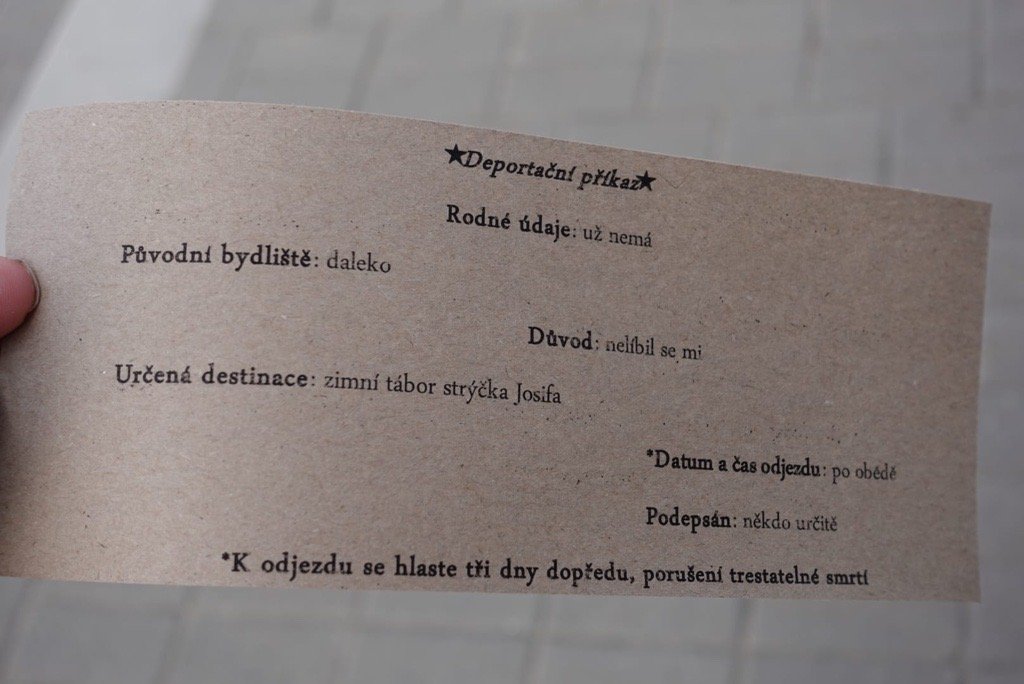 ★Deportační příkaz★
Rodné údaje: už nemá
Původní bydliště: daleko
Důvod: nelíbil se mi
Určená destinace: zimní tábor strýčka Josifa
*Datum a čas odjezdu: po obědě
Podepsán: někdo určitě
*K odjezdu se hlaste tři dny dopředu, porušení trestatelné smrtí